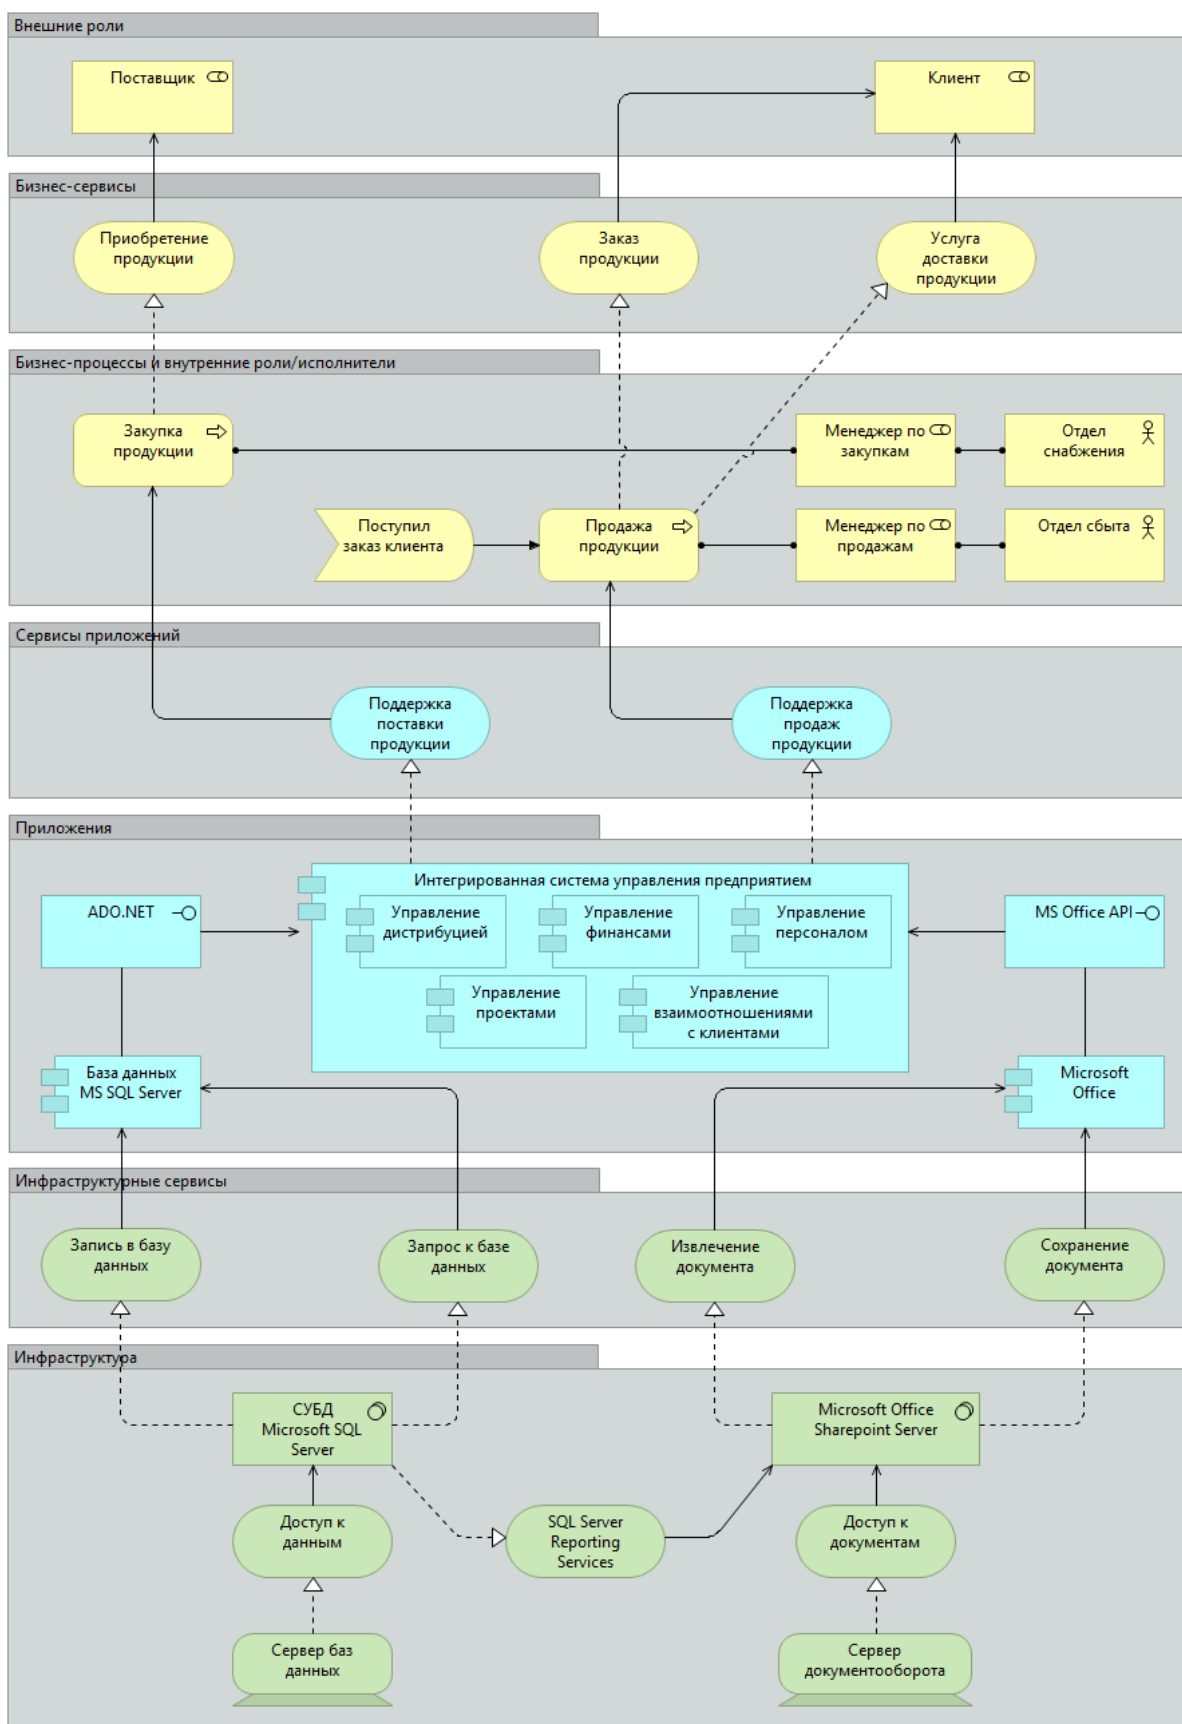 Внешние роли
Поставщик
Клиент
Бизнес-сервисы
Приобретение
продукции
Заказ
продукции
Услуга
доставки
продукции
Бизнес-процессы и внутренние роли/исполнители
Закупка
продукции
Менеджер по
закупкам
Отдел
снабжения
Поступил
заказ клиента
Продажа
продукции
Менеджер по
продажам
Отдел сбыта
Сервисы приложений
Поддержка
поставки
продукции
Поддержка
продаж
продукции
Приложения
Интегрированная система управления предприятием
ADO.NET
Управление
дистрибуцией
Управление
финансами
Управление
персоналом
MS Office API
Управление
проектами
Управление
взаимоотношениями
с клиентами
База данных
MS SQL Server
Microsoft
Office
Инфраструктурные сервисы
Запись в базу
данных
Запрос к базе
данных
Извлечение
документа
Сохранение
документа
Инфраструктура
СУБД
Microsoft SQL
Server
Microsoft Office
Sharepoint Server
Доступ к
данным
SQL Server
Reporting
Services
Доступ к
документам
Сервер баз
данных
Сервер
документооборота